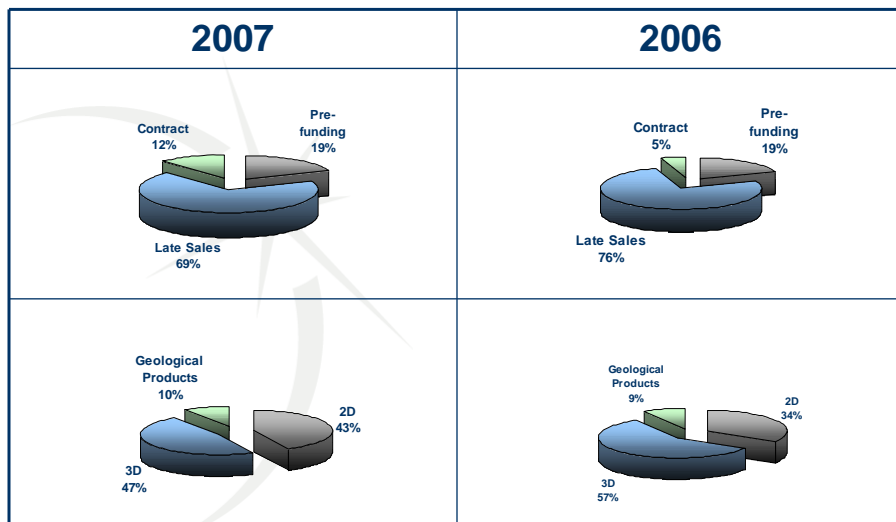 2007
2006
Contract
12%
Pre-
funding
19%
Late Sales
69%
Contract
5%
Pre-
funding
19%
Late Sales
76%
Geological
Products
10%
2D
43%
3D
47%
Geological
Products
9%
2D
34%
3D
57%